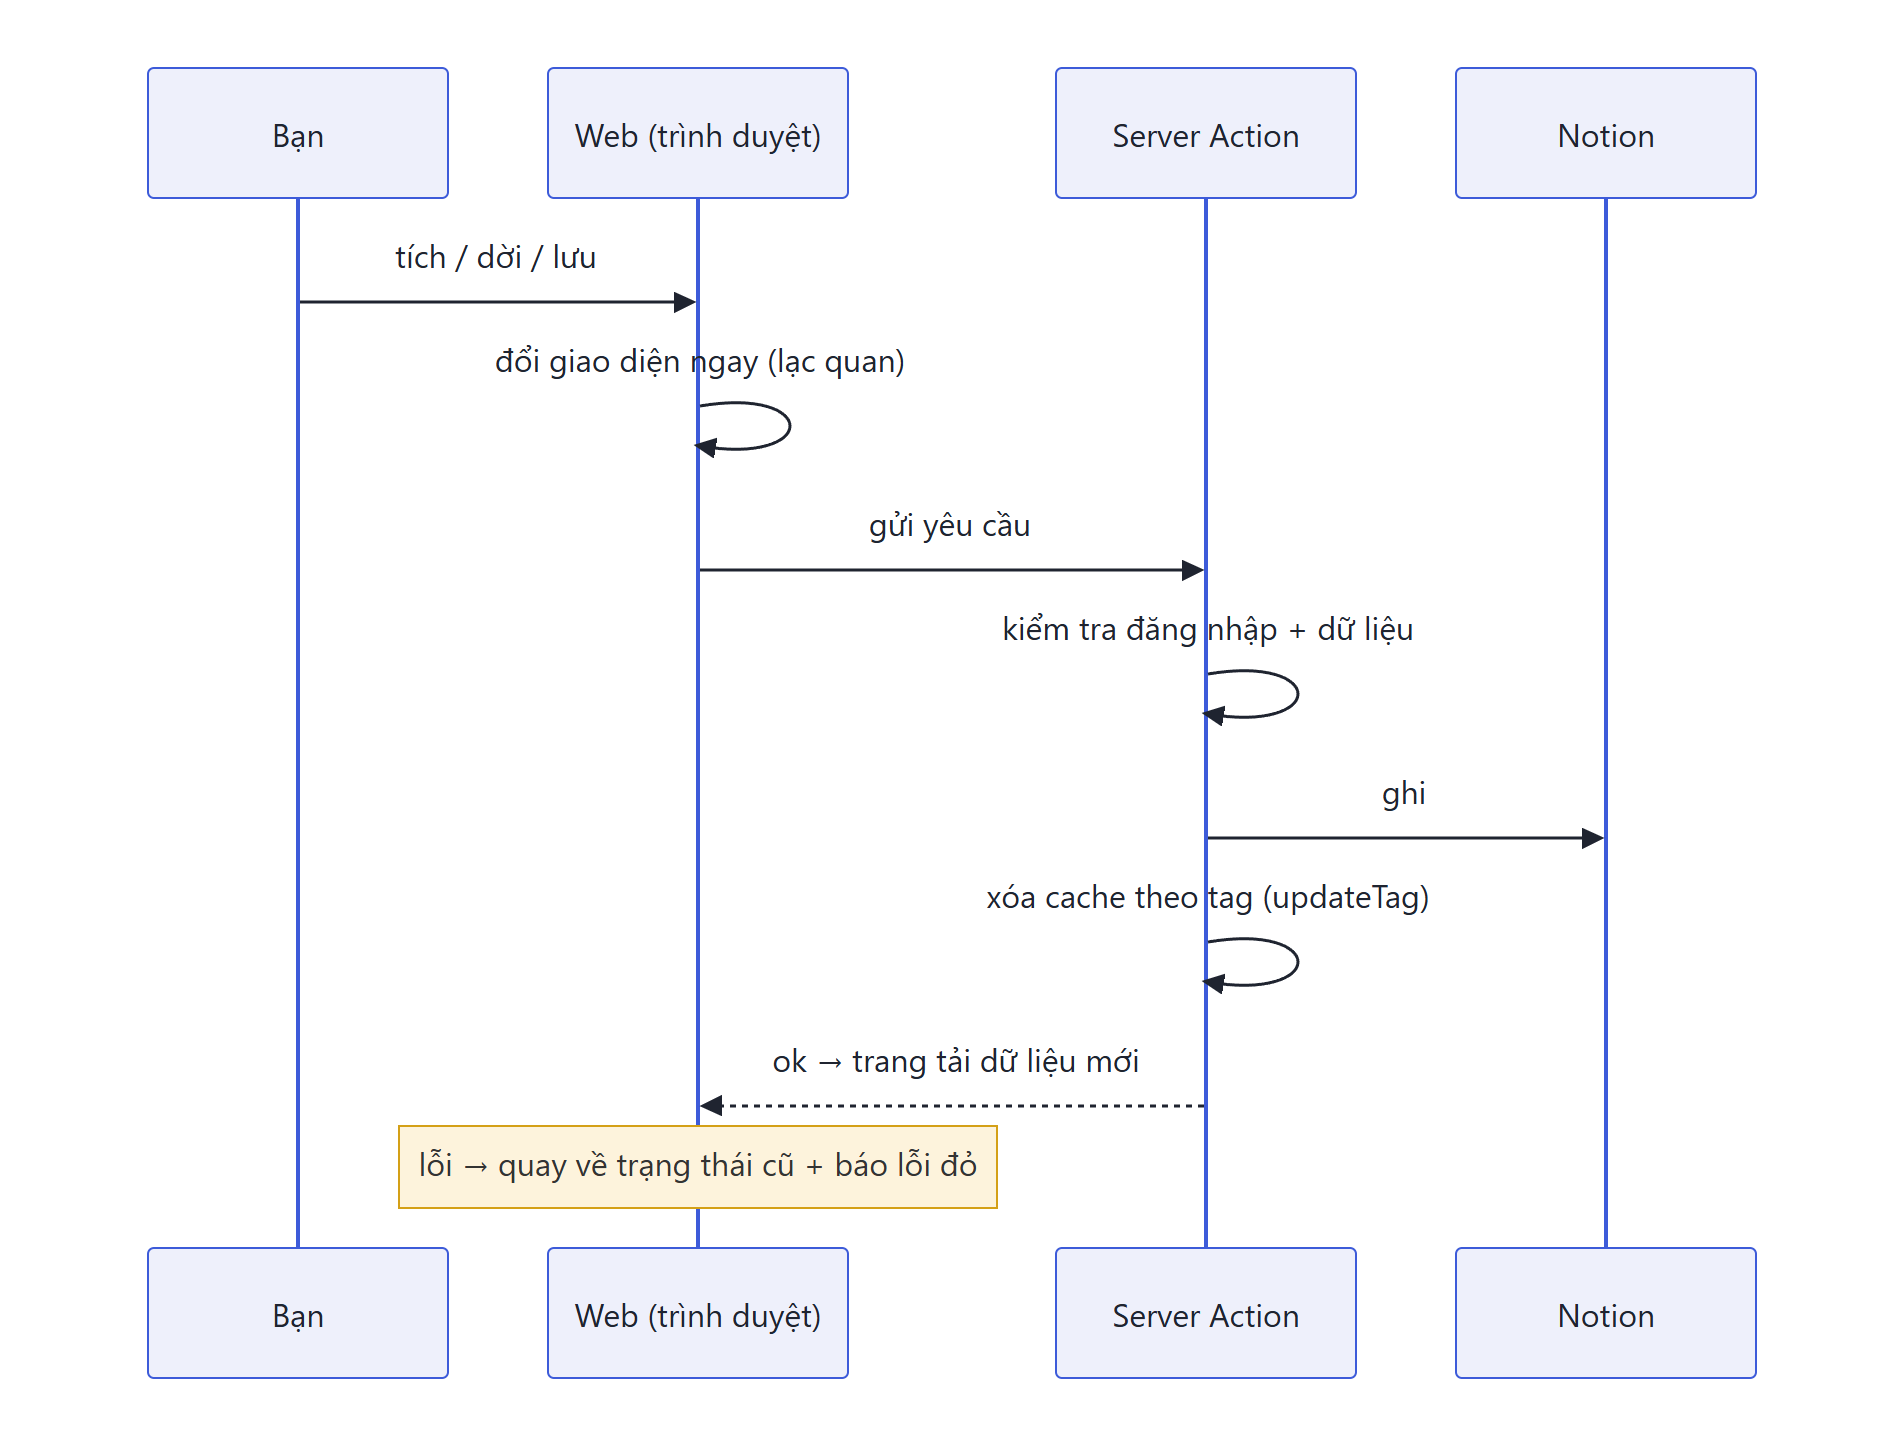 Bạn
Web (trình duyệt)
Server Action
Notion
tích / dời / lưu
đổi giao diện ngay (lạc quan)
gửi yêu cầu
kiểm tra đăng nhập + dữ liệu
ghi
xóa cache theo tag (updateTag)
ok → trang tải dữ liệu mới
lỗi → quay về trạng thái cũ + báo lỗi đỏ
Bạn
Web (trình duyệt)
Server Action
Notion